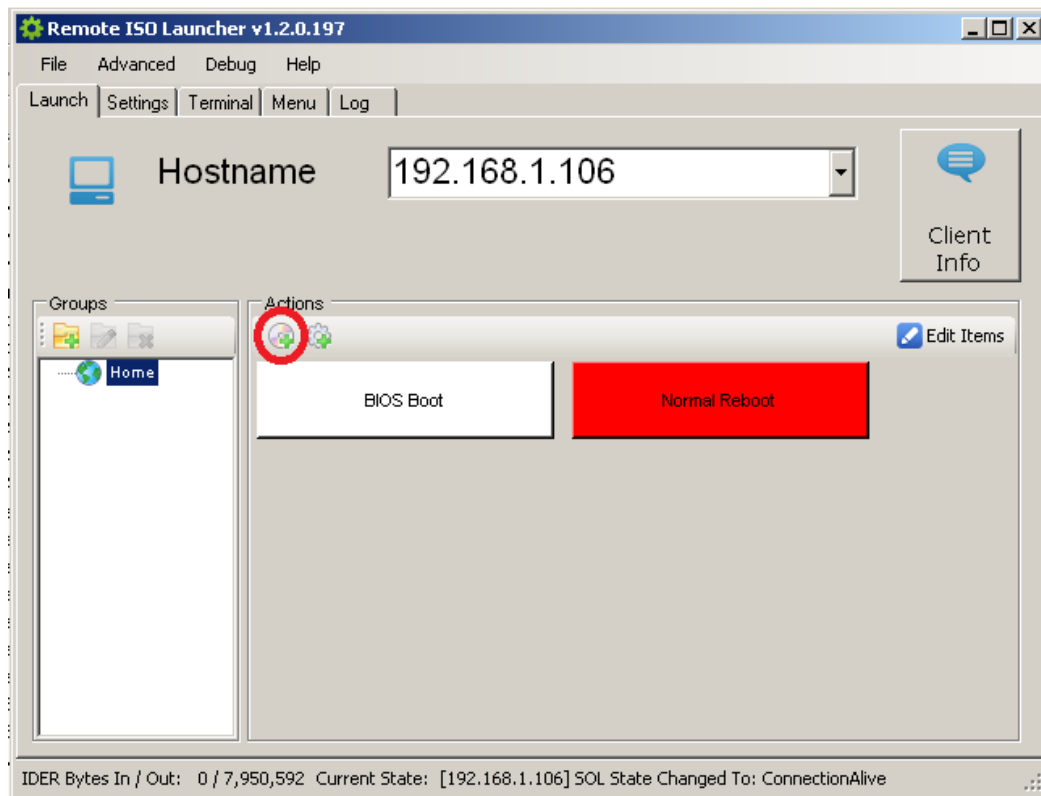 Remote ISO Launcher v1.2.0.197
File Advanced Debug Help
Launch Settings Terminal Menu Log
Hostname 192.168.1.106
Client
Info
Groups
Actions
Edit Items
Home
BIOS Boot Normal Reboot
IDER Bytes In / Out: 0 / 7,950,592 Current State: [192.168.1.106] SOL State Changed To: ConnectionAlive